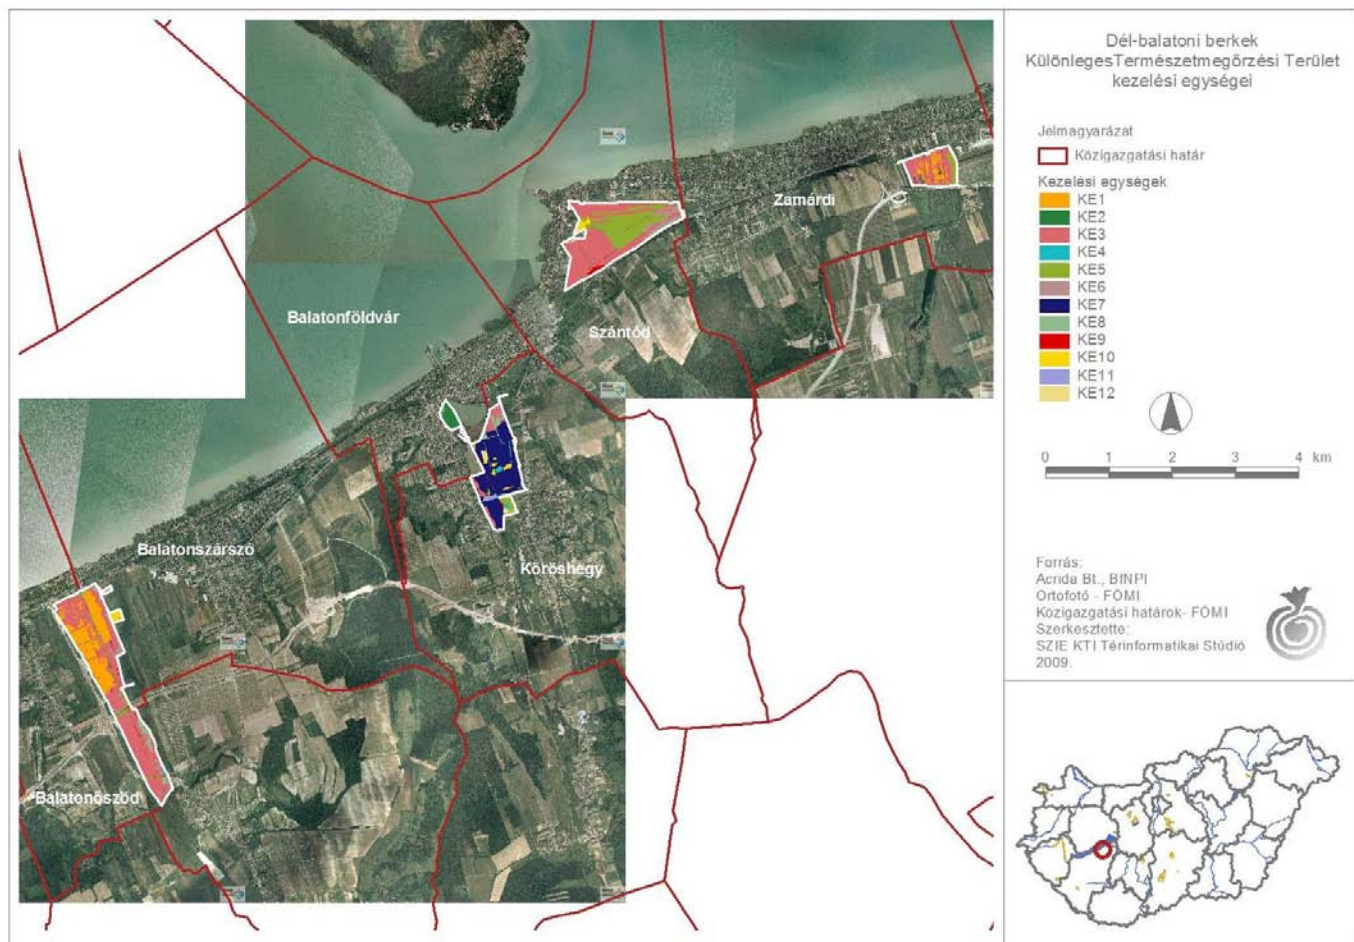 Dél-balatoni berkek
KülönlegesTermészetmegőrzési Terület
kezelési egységei
Jelmagyarázat
Közigazgatási határ
Kezelési egységek
KE1
KE2
KE3
KE4
KE5
KE6
KE7
KE8
KE9
KE10
KE11
KE12
0 1 2 3 4 km
Forrás:
Acrida Bt., BfNPI
Ortofotó - FÖMI
Közigazgatási határok- FÖMI
Szerkesztette:
SZIE KTI Térinformatikai Stúdió
2009.
Zamárdi
Szántód
Balatonföldvár
Balatonszárszó
Kőröshegy
Balatonőszöd